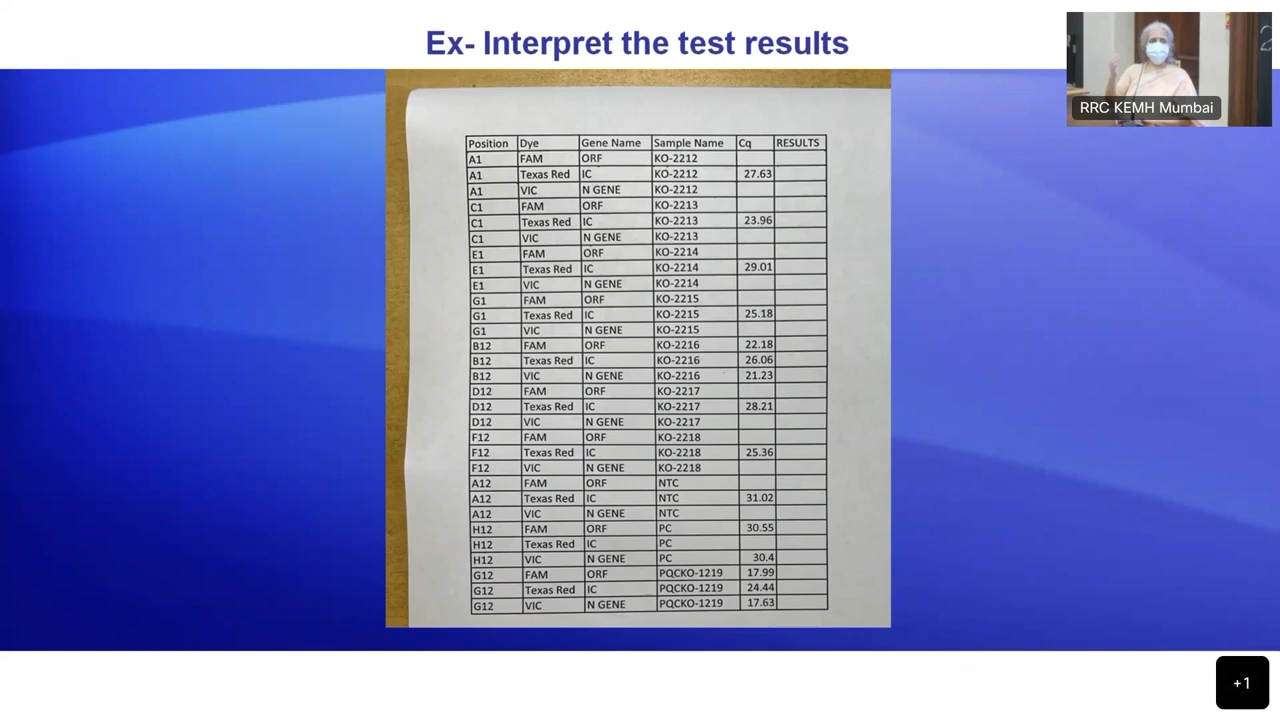 Ex- Interpret the test results
RRC KEMH Mumbai
Position Dye Gene Name Sample Name Cq RESULTS
A1 FAM ORF KO-2212
A1 Texas Red IC KO-2212 27.63
A1 VIC N GENE KO-2212
C1 FAM ORF KO-2213
C1 Texas Red IC KO-2213 23.96
C1 VIC N GENE KO-2213
E1 FAM ORF KO-2214
E1 Texas Red IC KO-2214 29.01
E1 VIC N GENE KO-2214
G1 FAM ORF KO-2215
G1 Texas Red IC KO-2215 25.18
G1 VIC N GENE KO-2215
B12 FAM ORF KO-2216 22.18
B12 Texas Red IC KO-2216 26.06
B12 VIC N GENE KO-2216 21.23
D12 FAM ORF KO-2217
D12 Texas Red IC KO-2217 28.21
D12 VIC N GENE KO-2217
F12 FAM ORF KO-2218
F12 Texas Red IC KO-2218 25.36
F12 VIC N GENE KO-2218
A12 FAM ORF NTC
A12 Texas Red IC NTC 31.02
A12 VIC N GENE NTC
H12 FAM ORF PC 30.55
H12 Texas Red IC PC
H12 VIC N GENE PC 30.4
G12 FAM ORF PQCKO-1219 17.99
G12 Texas Red IC PQCKO-1219 24.44
G12 VIC N GENE PQCKO-1219 17.63
+1